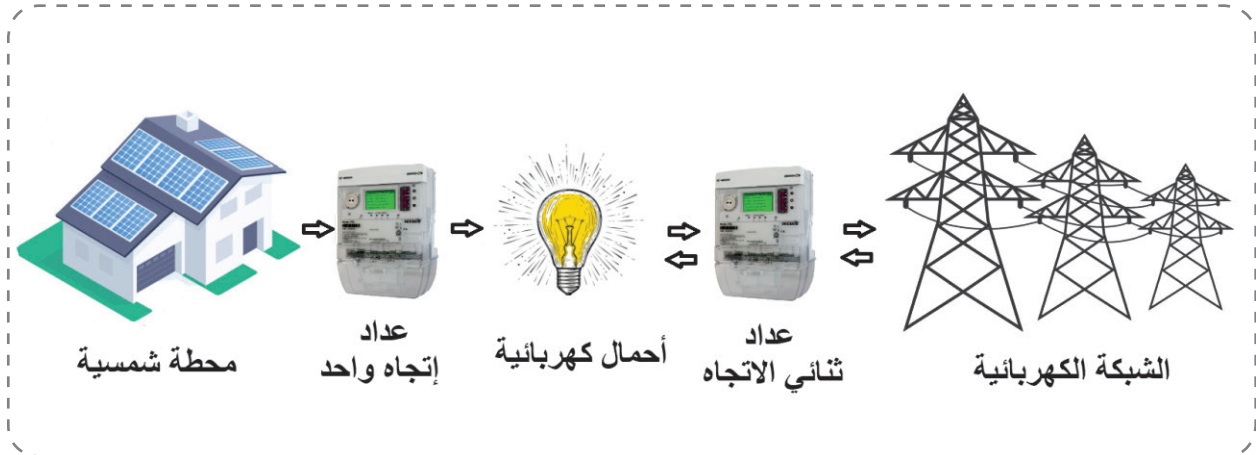 محطة شمسية
عداد
إتجاه واحد
أحمال كهربائية
عداد
ثنائي الاتجاه
الشبكة الكهربائية